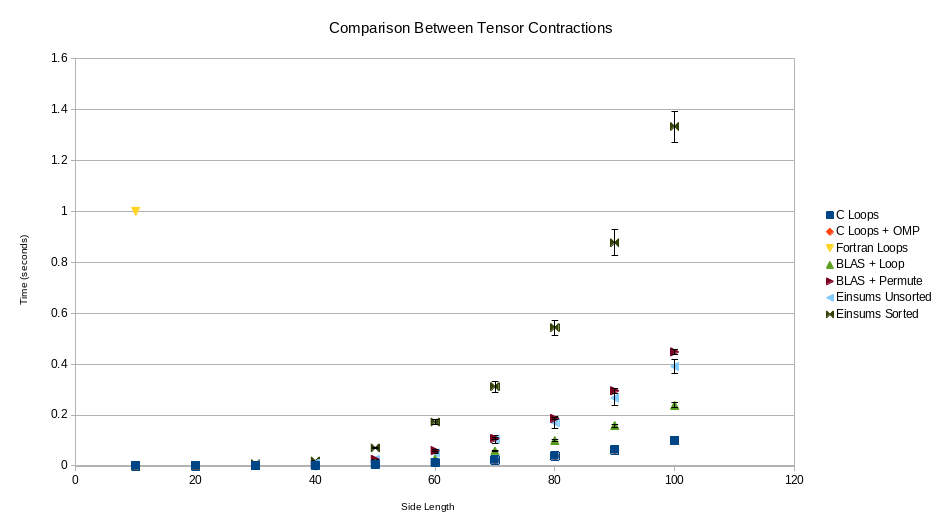 Comparison Between Tensor Contractions
1.6
1.4
1.2
1
0.8
0.6
0.4
0.2
0
0
20
40
60
80
100
120
Time (seconds)
Side Length
C Loops
C Loops + OMP
Fortran Loops
BLAS + Loop
BLAS + Permute
Einsums Unsorted
Einsums Sorted